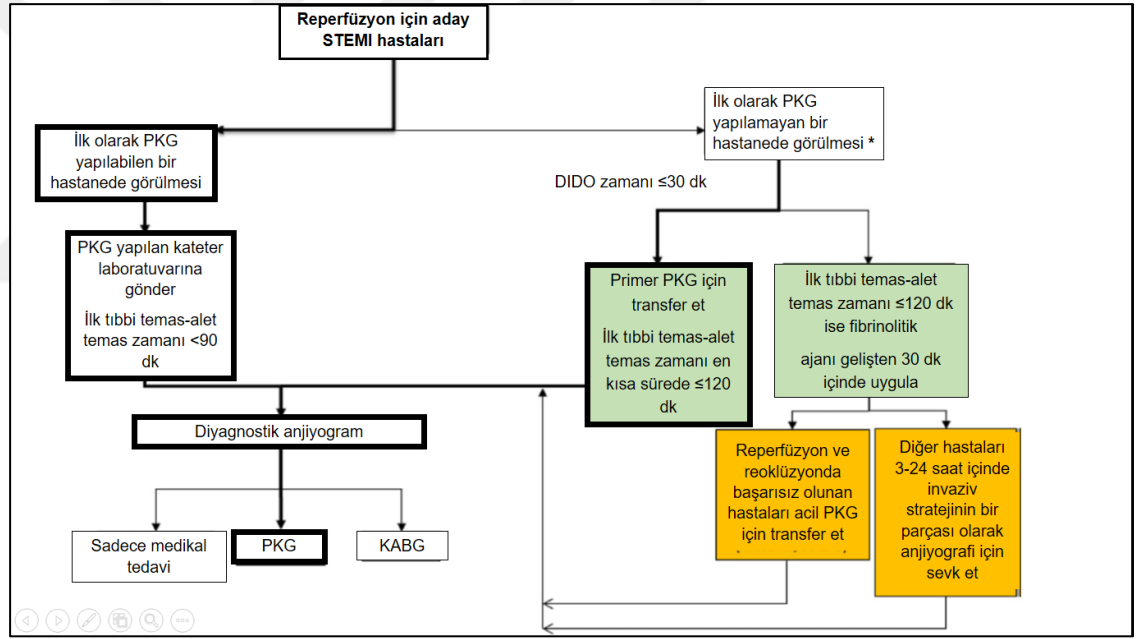 Reperfüzyon için aday
STEMI hastaları
İlk olarak PKG
yapılabilen bir
hastanede görülmesi
İlk olarak PKG
yapılamayan bir
hastanede görülmesi *
DIDO zamanı ≤30 dk
PKG yapılan kateter
laboratuvarına
gönder
İlk tıbbi temas-alet
temas zamanı <90
dk
Primer PKG için
transfer et
İlk tıbbi temas-alet
temas zamanı en
kısa sürede ≤120
dk
İlk tıbbi temas-alet
temas zamanı ≤120 dk
ise fibrinolitik
ajanı gelişten 30 dk
içinde uygula
Diyagnostik anjiyogram
Reperfüzyon ve
reoklüzyonda
başarısız olunan
hastaları acil PKG
için transfer et
Diğer hastaları
3-24 saat içinde
invaziv
stratejinin bir
parçası olarak
anjiyografi için
sevk et
Sadece medikal
tedavi
PKG
KABG